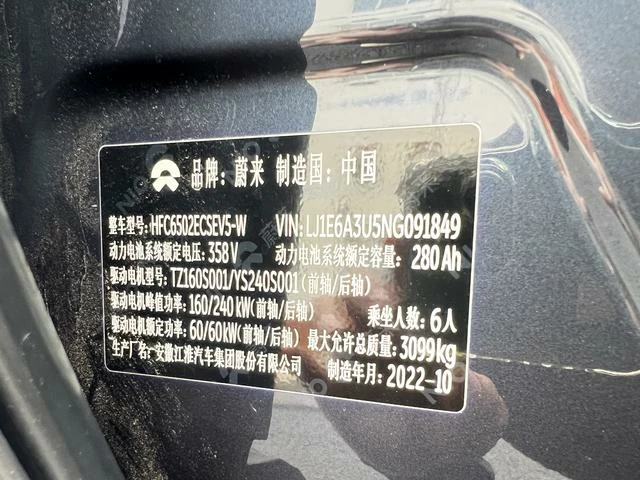 品牌: 蔚来 制造国: 中国
整车型号: HFC6502ECSEV5-W VIN: LJ1E6A3U5NG091849
动力电池系统额定电压: 358V 动力电池系统额定容量: 280Ah
驱动电机型号: TZ160S001/YS240S001 (前轴/后轴)
驱动电机峰值功率: 160/240kW(前轴/后轴) 乘坐人数: 6人
驱动电机额定功率: 60/60kW(前轴/后轴) 最大允许总质量: 3099kg
生产厂名: 安徽江淮汽车集团股份有限公司 制造年月: 2022-10